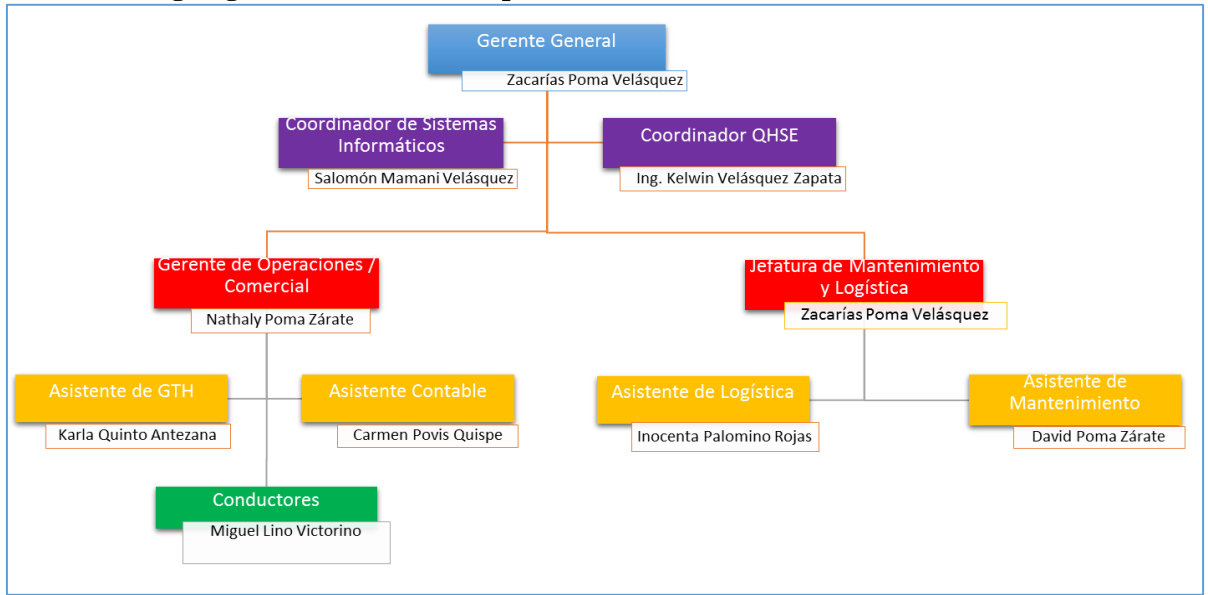 Gerente General
Zacarías Poma Velásquez
Coordinador de Sistemas
Informáticos
Salomón Mamani Velásquez
Coordinador QHSE
Ing. Kelwin Velásquez Zapata
Gerente de Operaciones /
Comercial
Nathaly Poma Zárate
Jefatura de Mantenimiento
y Logística
Zacarías Poma Velásquez
Asistente de GTH
Karla Quinto Antezana
Asistente Contable
Carmen Povis Quispe
Asistente de Logística
Inocenta Palomino Rojas
Asistente de
Mantenimiento
David Poma Zárate
Conductores
Miguel Lino Victorino